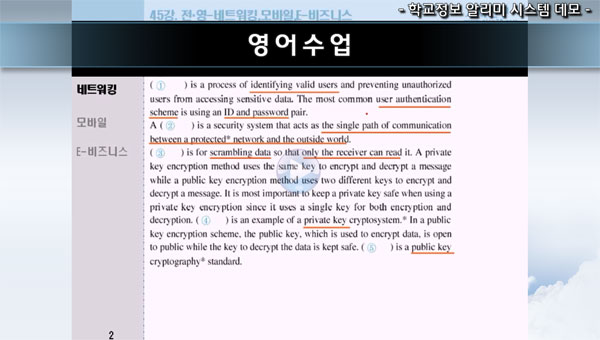 45강. 전·영-네트워킹,모바일,E-비즈니스
- 학교정보 알리미 시스템 데모 -
영어수업
네트워킹
모바일
E-비즈니스
( ① ) is a process of identifying valid users and preventing unauthorized
users from accessing sensitive data. The most common user authentication
scheme is using an ID and password pair.
A ( ② ) is a security system that acts as the single path of communication
between a protected* network and the outside world.
( ③ ) is for scrambling data so that only the receiver can read it. A private
key encryption method uses the same key to encrypt and decrypt a message
while a public key encryption method uses two different keys to encrypt and
decrypt a message. It is most important to keep a private key safe when using a
private key encryption since it uses a single key for both encryption and
decryption. ( ④ ) is an example of a private key cryptosystem.* In a public
key encryption scheme, the public key, which is used to encrypt data, is open
to public while the key to decrypt the data is kept safe. ( ⑤ ) is a public key
cryptography* standard.
2